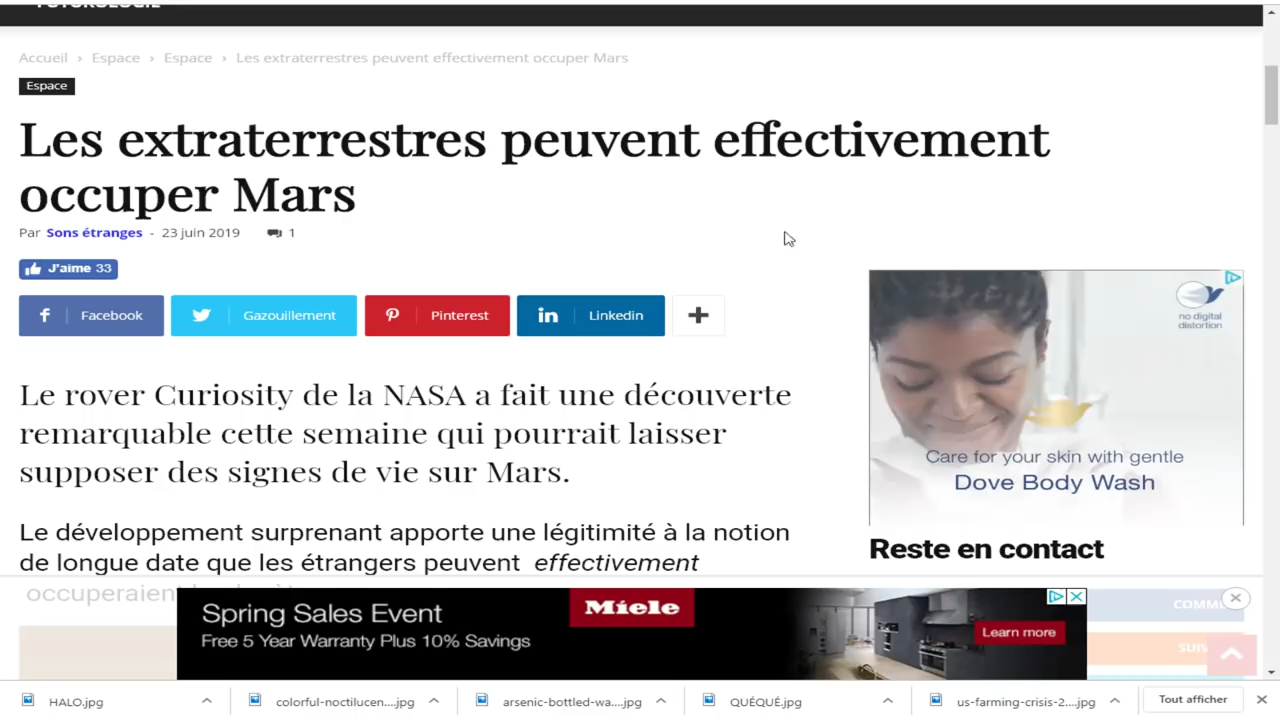 Accueil › Espace › Espace › Les extraterrestres peuvent effectivement occuper Mars
Espace
Les extraterrestres peuvent effectivement
occuper Mars
Par Sons étranges - 23 juin 2019 1
J'aime 33
Facebook
Gazouillement
Pinterest
Linkedin
no digital
distortion
Le rover Curiosity de la NASA a fait une découverte
remarquable cette semaine qui pourrait laisser
supposer des signes de vie sur Mars.
Care for your skin with gentle
Dove Body Wash
Le développement surprenant apporte une légitimité à la notion
de longue date que les étrangers peuvent effectivement
occuperaient
Reste en contact
Spring Sales Event
Free 5 Year Warranty Plus 10% Savings
Miele
Learn more
HALO.jpg
colorful-noctilucen....jpg
arsenic-bottled-wa....jpg
QUÉQUÉ.jpg
us-farming-crisis-2....jpg
Tout afficher